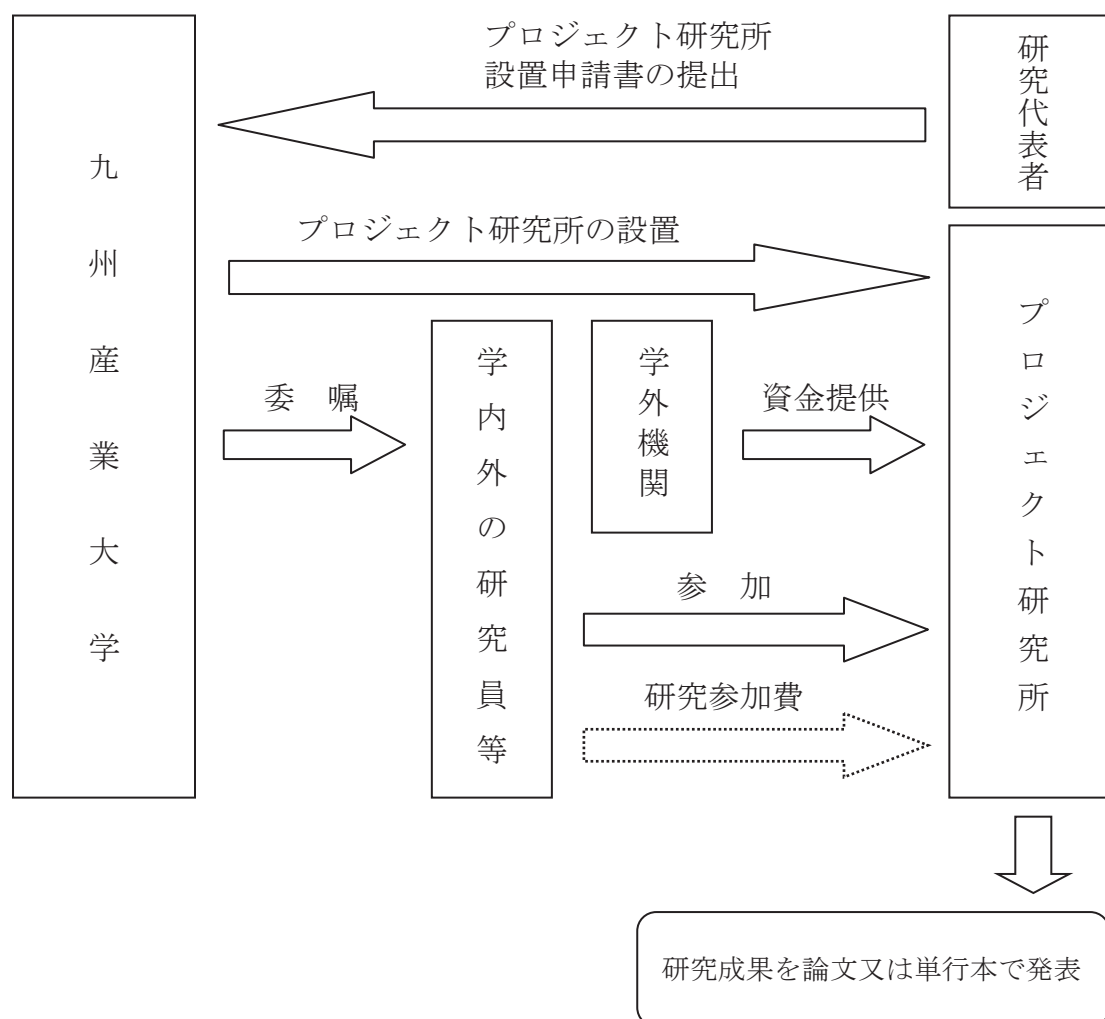 プロジェクト研究所
設置申請書の提出
研究代表者
九州産業大学
プロジェクト研究所の設置
委　嘱
学内外の研究員等
学外機関
資金提供
プロジェクト研究所
参　加
研究参加費
研究成果を論文又は単行本で発表